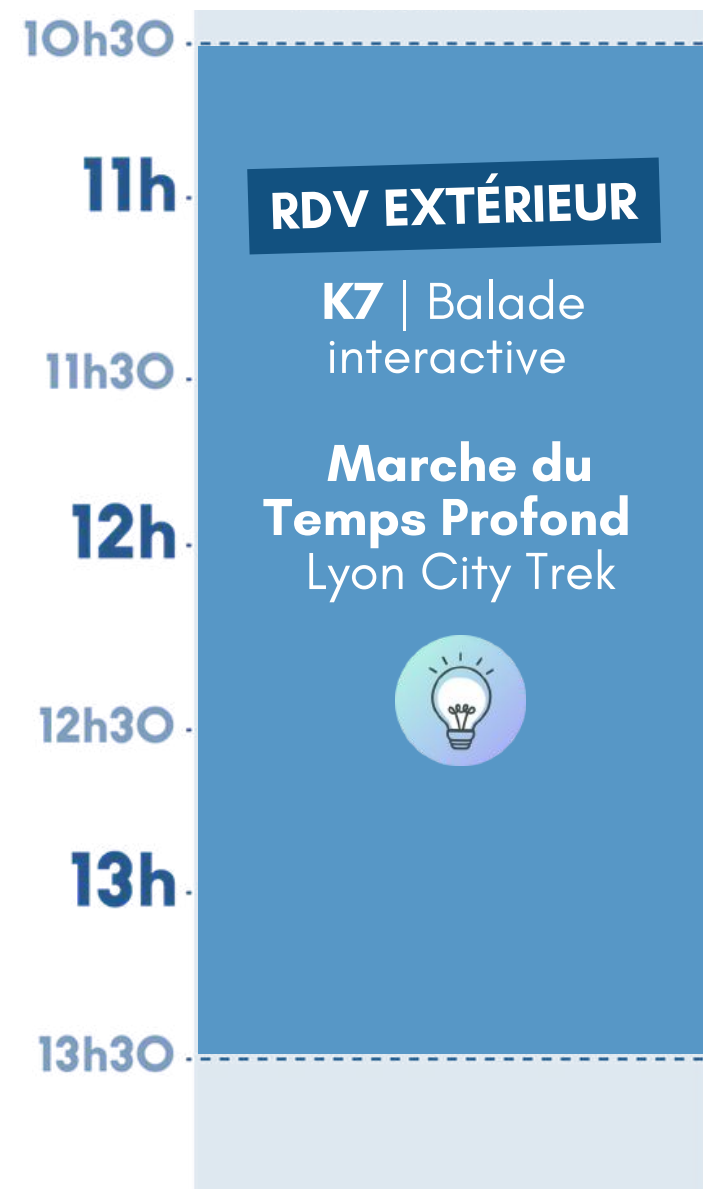 10h30
11h
RDV EXTÉRIEUR
K7 | Balade
interactive
11h30
Marche du
Temps Profond
12h
Lyon City Trek
12h30
13h
13h30